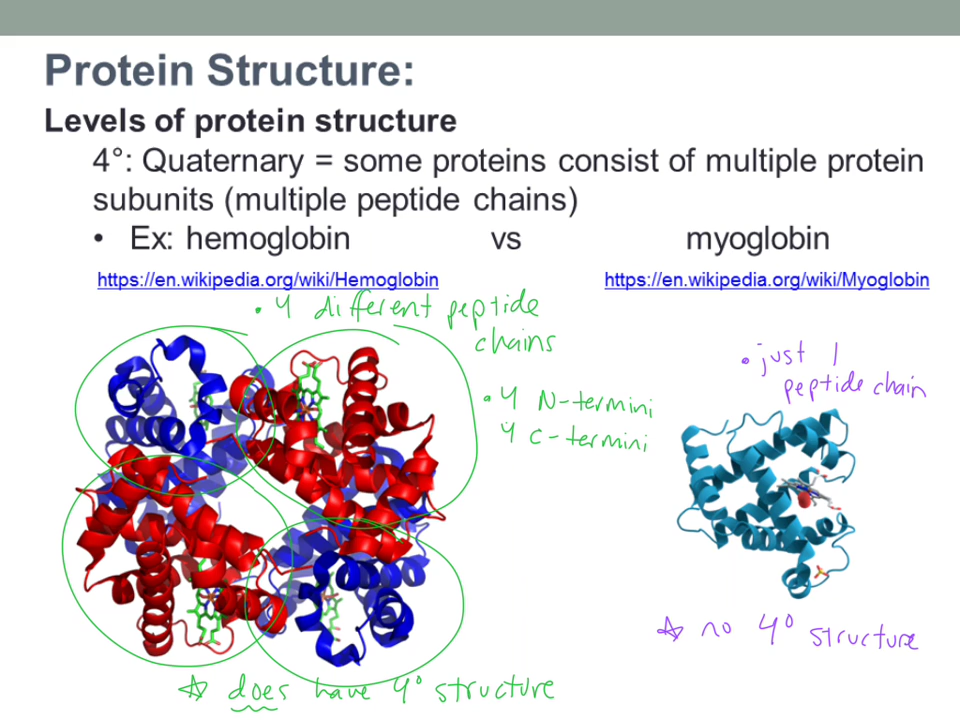 Protein Structure:
Levels of protein structure
4°: Quaternary = some proteins consist of multiple protein
subunits (multiple peptide chains)
• Ex: hemoglobin vs myoglobin
https://en.wikipedia.org/wiki/Hemoglobin https://en.wikipedia.org/wiki/Myoglobin
• 4 different peptide
chains
• 4 N-termini
4 C-termini
• just 1
peptide chain
☆ no 4° structure
☆ does have 4° structure